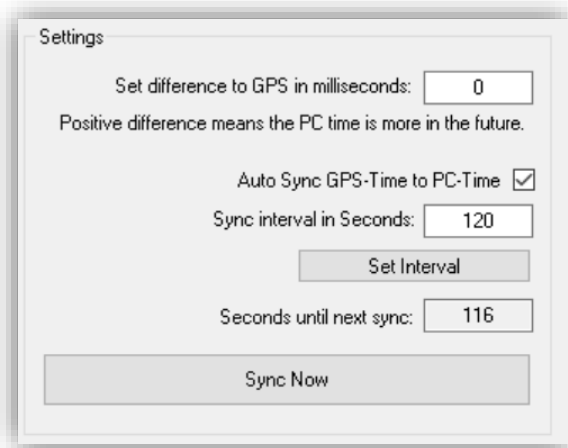 Settings
Set difference to GPS in milliseconds: 0
Positive difference means the PC time is more in the future.
Auto Sync GPS-Time to PC-Time
Sync interval in Seconds: 120
Set Interval
Seconds until next sync: 116
Sync Now